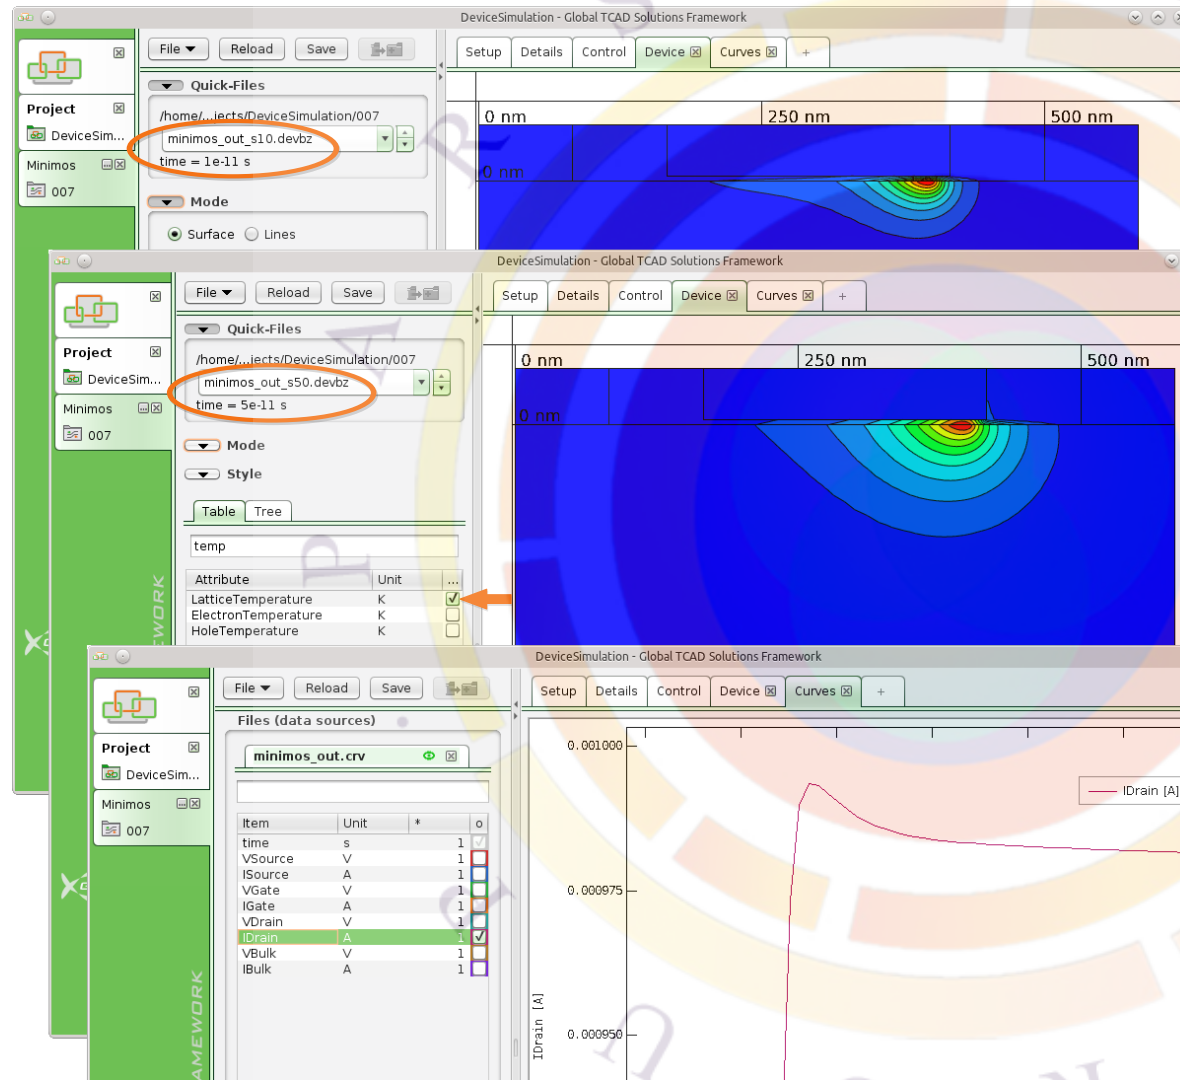 DeviceSimulation - Global TCAD Solutions Framework
File Reload Save
Setup Details Control Device Curves +
Quick-Files
Project
/home/...jects/DeviceSimulation/007
DeviceSim...
minimos_out_s10.devbz
time = 1e-11 s
Minimos
007
Mode
Surface Lines
0 nm 250 nm 500 nm
0 nm
DeviceSimulation - Global TCAD Solutions Framework
File Reload Save
Setup Details Control Device Curves +
Quick-Files
Project
/home/...jects/DeviceSimulation/007
DeviceSim...
minimos_out_s50.devbz
time = 5e-11 s
Minimos
007
Mode
Style
Table Tree
temp
Attribute Unit ...
LatticeTemperature K
ElectronTemperature K
HoleTemperature K
0 nm 250 nm 500 nm
0 nm
EWORK
DeviceSimulation - Global TCAD Solutions Framework
File Reload Save
Setup Details Control Device Curves +
Files (data sources)
Project
minimos_out.crv
DeviceSim...
Minimos
007
Item Unit * o
time s 1
VSource V 1
ISource A 1
VGate V 1
IGate A 1
VDrain V 1
IDrain A 1
VBulk V 1
IBulk A 1
AMEWORK
0.001000
IDrain [A]
0.000975
0.000950
IDrain [A]